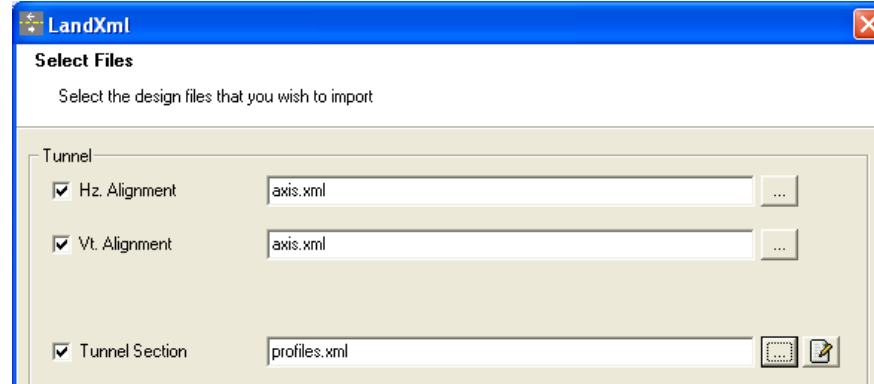 LandXml
Select Files
Select the design files that you wish to import
Tunnel
Hz. Alignment axis.xml ...
Vt. Alignment axis.xml ...
Tunnel Section profiles.xml ...